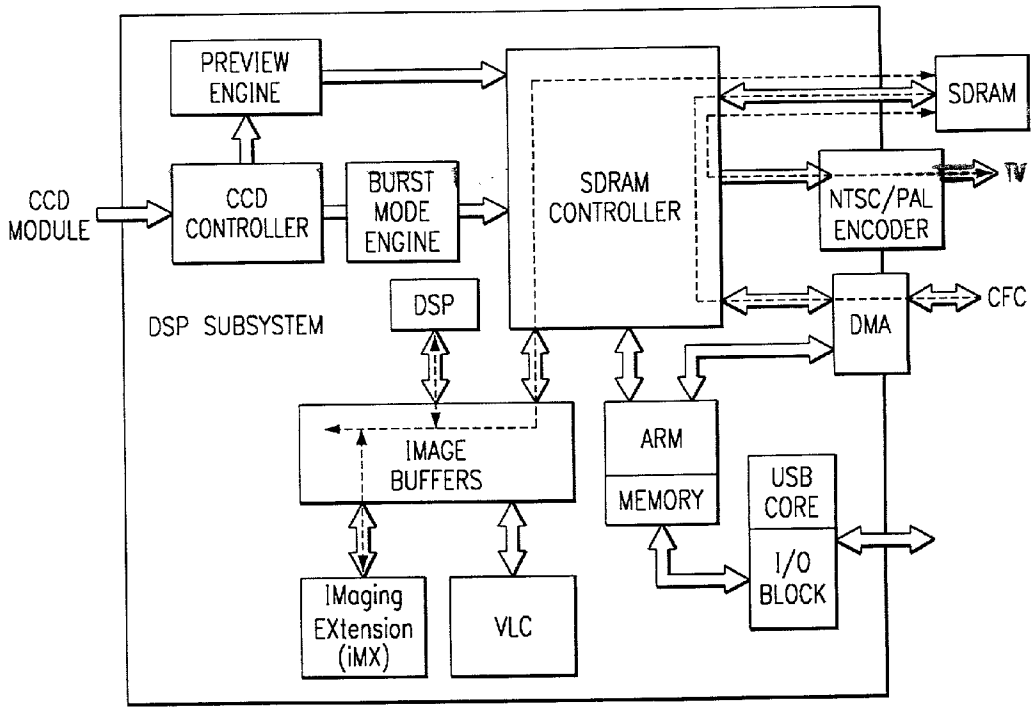 PREVIEW
ENGINE
SDRAM
CCD
MODULE
CCD
CONTROLLER
BURST
MODE
ENGINE
SDRAM
CONTROLLER
NTSC/PAL
ENCODER
TV
DSP SUBSYSTEM
DSP
DMA
CFC
IMAGE
BUFFERS
ARM
MEMORY
USB
CORE
I/O
BLOCK
IMaging
EXtension
(iMX)
VLC